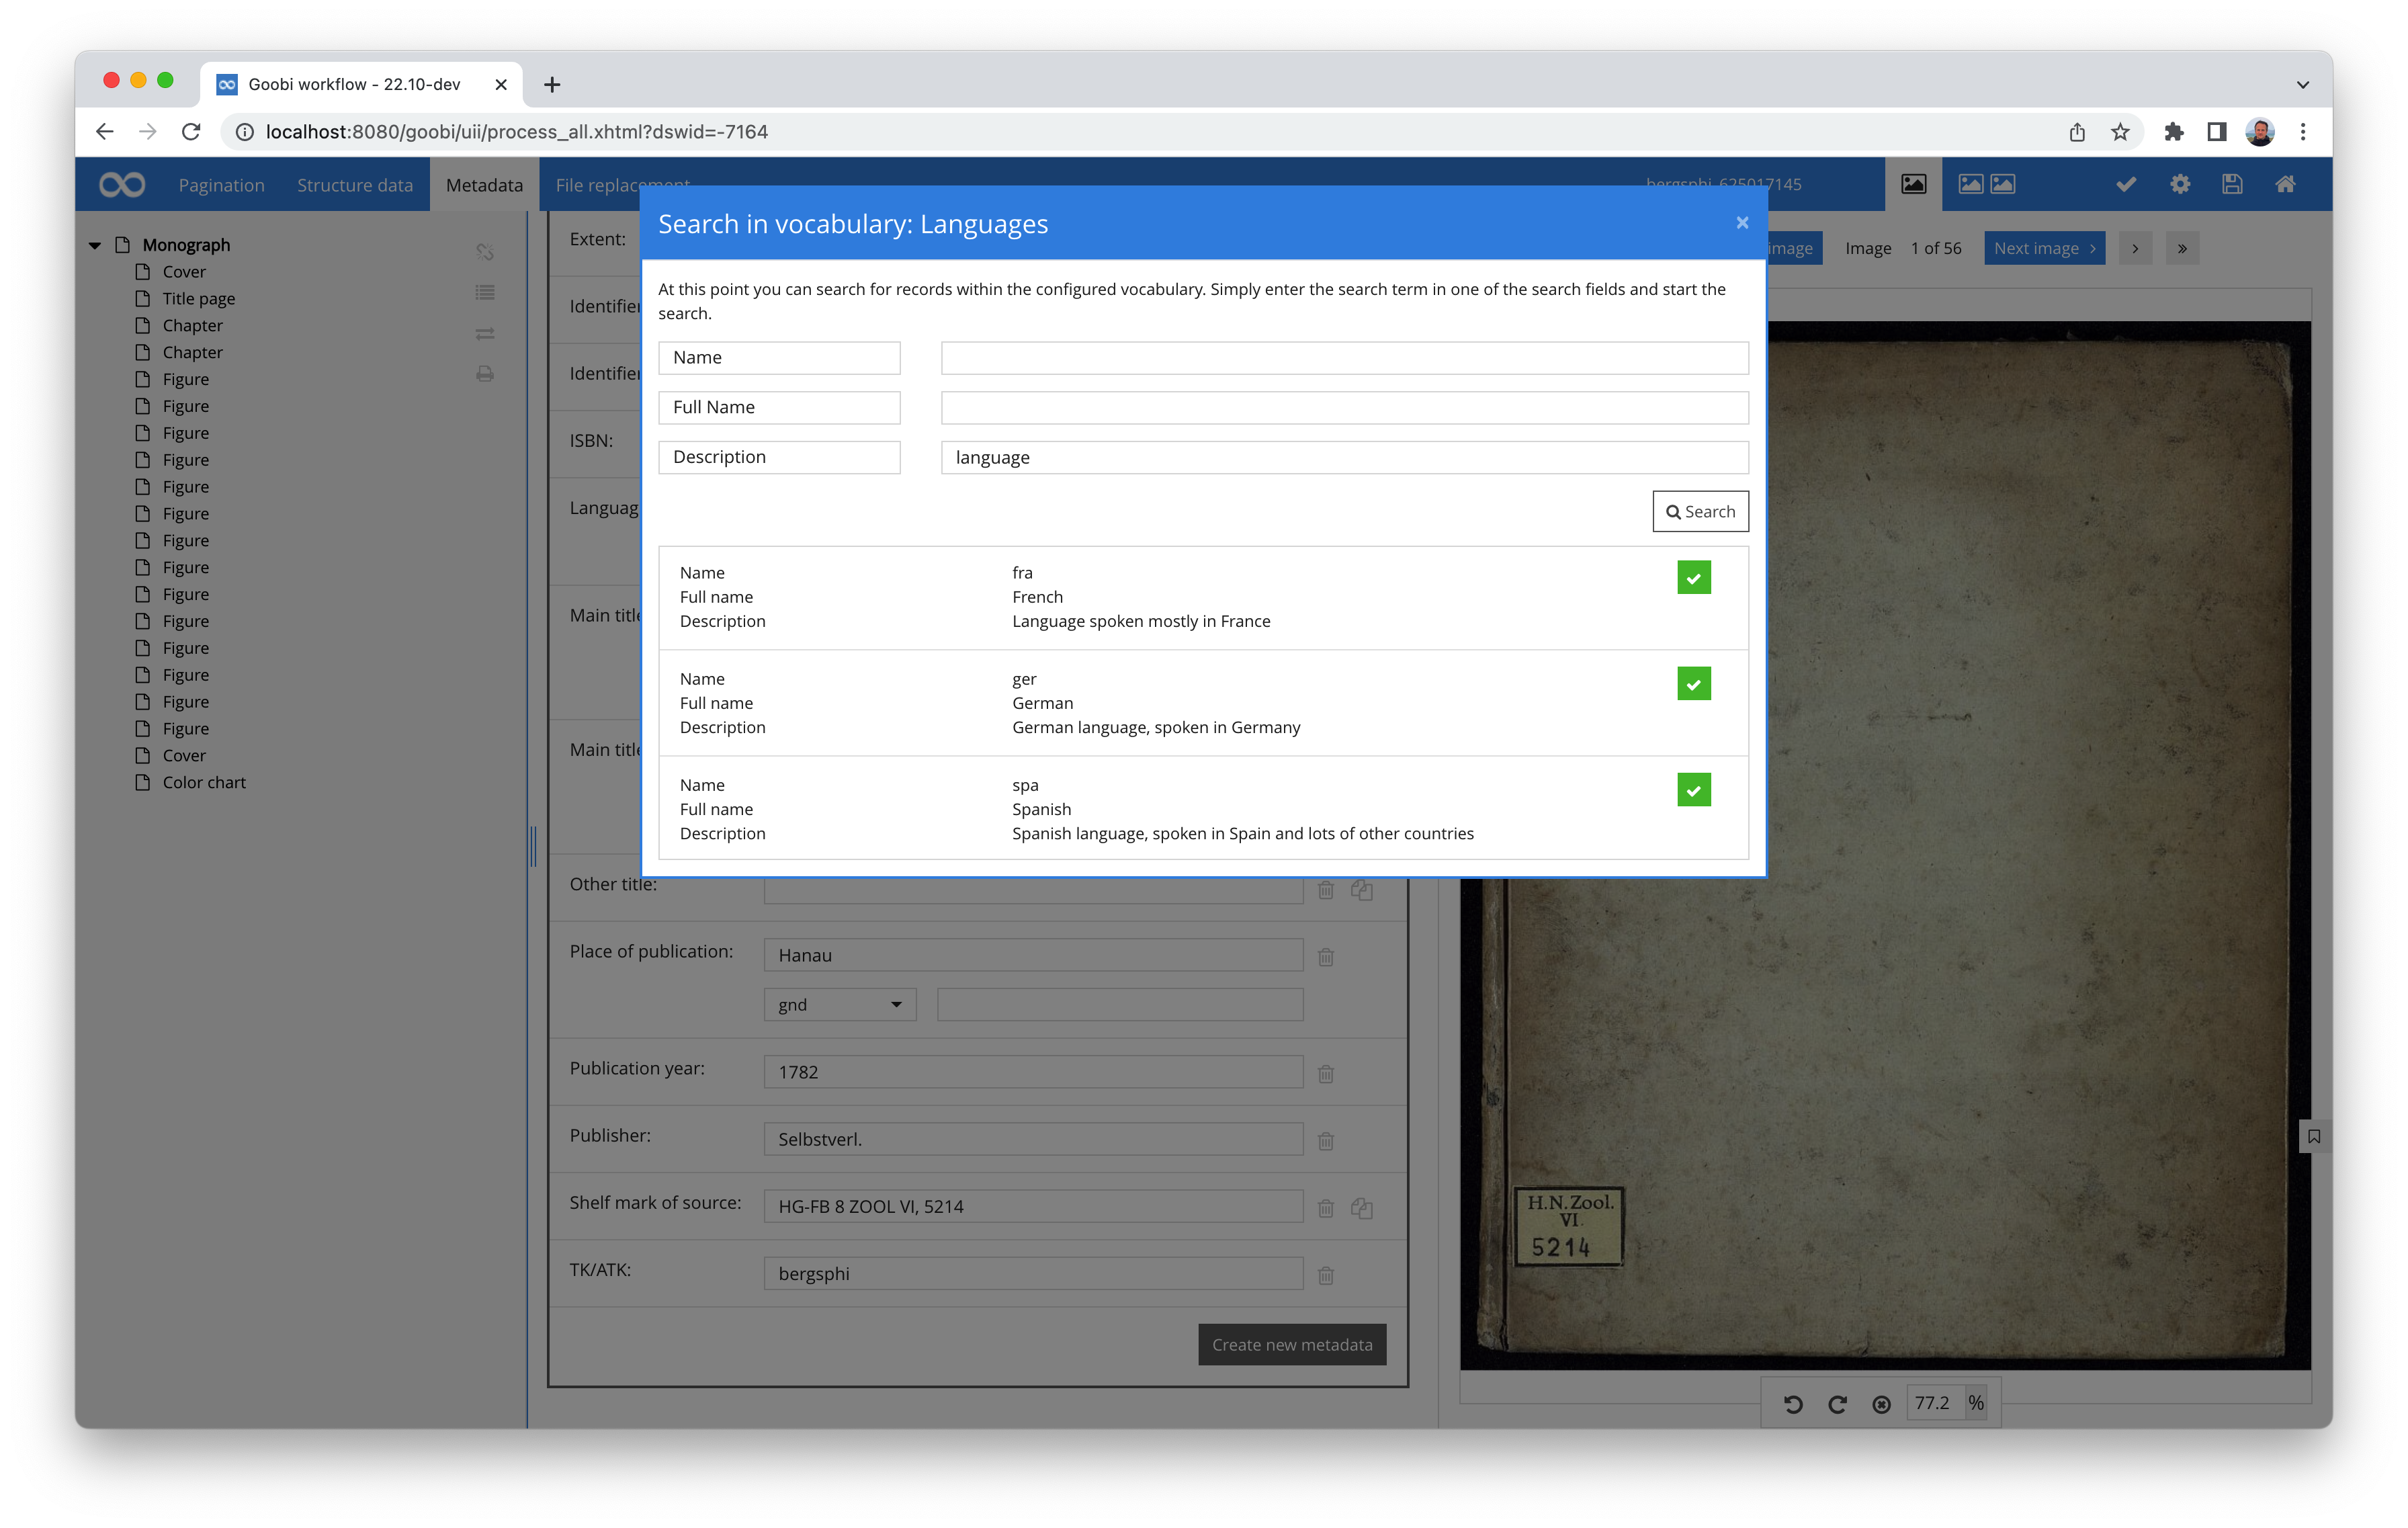 Goobi workflow - 22.10-dev
localhost:8080/goobi/uii/process_all.xhtml?dswid=-7164
Pagination
Structure data
Metadata
File replacement
bergsphi_625017145
Monograph
Cover
Title page
Chapter
Chapter
Figure
Figure
Figure
Figure
Figure
Figure
Figure
Figure
Figure
Figure
Figure
Figure
Figure
Figure
Cover
Color chart
Extent:
Identifier
Identifier
ISBN:
Languag
Main title
Main title
Other title:
Place of publication:
Hanau
gnd
Publication year:
1782
Publisher:
Selbstverl.
Shelf mark of source:
HG-FB 8 ZOOL VI, 5214
TK/ATK:
bergsphi
Create new metadata
Search in vocabulary: Languages
×
At this point you can search for records within the configured vocabulary. Simply enter the search term in one of the search fields and start the
search.
Name
Full Name
Description
language
Search
Name fra
Full name French
Description Language spoken mostly in France
Name ger
Full name German
Description German language, spoken in Germany
Name spa
Full name Spanish
Description Spanish language, spoken in Spain and lots of other countries
image
Image 1 of 56
Next image
H.N.Zool.
VI.
5214
77.2 %